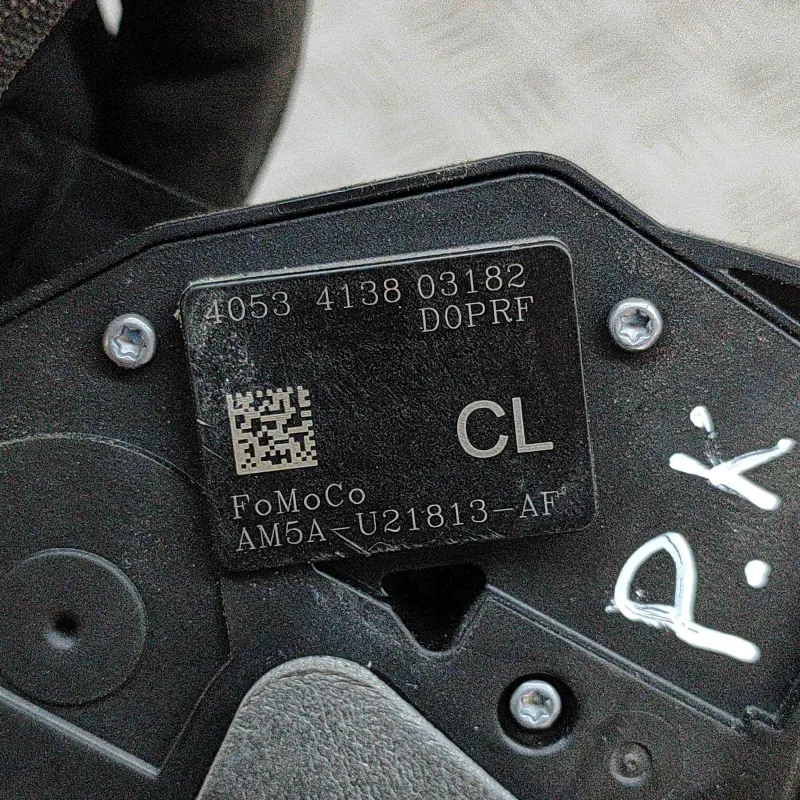 4053 4138 03182
D0PRF
CL
FoMoCo
AM5A-U21813-AF
P.K